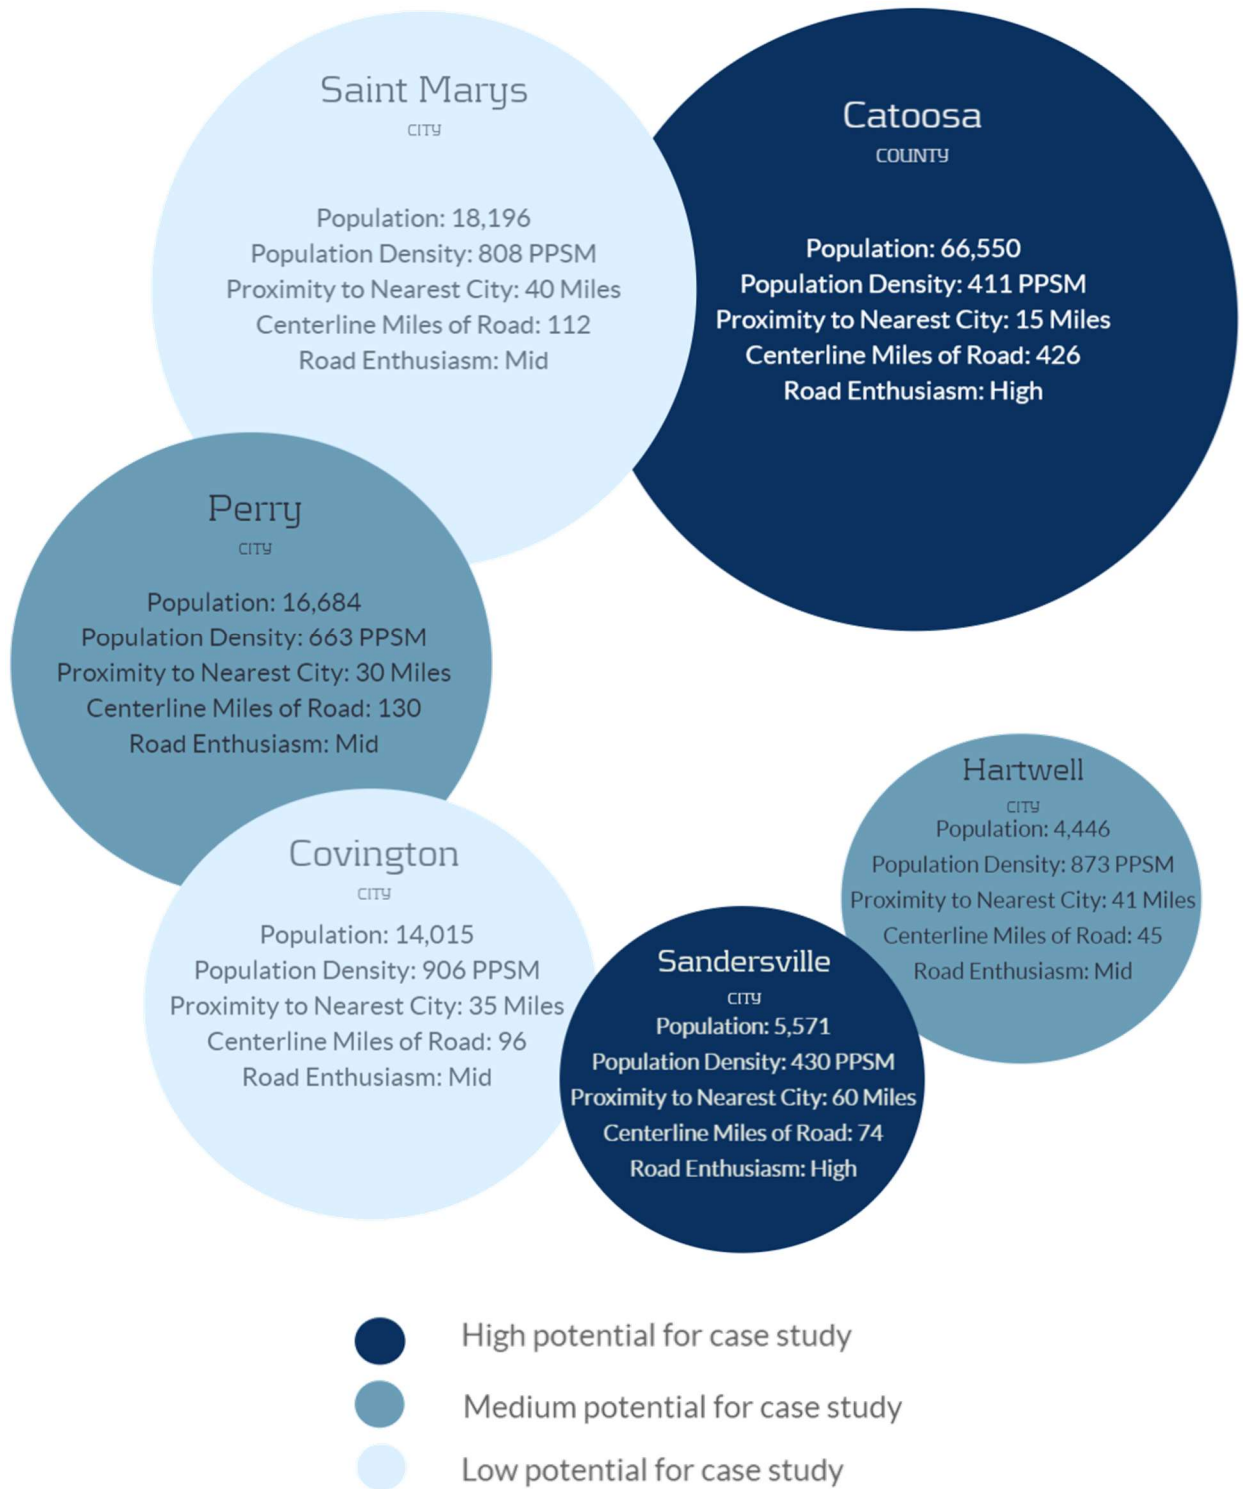 Saint Marys
CITY
Population: 18,196
Population Density: 808 PPSM
Proximity to Nearest City: 40 Miles
Centerline Miles of Road: 112
Road Enthusiasm: Mid
Catoosa
COUNTY
Population: 66,550
Population Density: 411 PPSM
Proximity to Nearest City: 15 Miles
Centerline Miles of Road: 426
Road Enthusiasm: High
Perry
CITY
Population: 16,684
Population Density: 663 PPSM
Proximity to Nearest City: 30 Miles
Centerline Miles of Road: 130
Road Enthusiasm: Mid
Hartwell
CITY
Population: 4,446
Population Density: 873 PPSM
Proximity to Nearest City: 41 Miles
Centerline Miles of Road: 45
Road Enthusiasm: Mid
Covington
CITY
Population: 14,015
Population Density: 906 PPSM
Proximity to Nearest City: 35 Miles
Centerline Miles of Road: 96
Road Enthusiasm: Mid
Sandersville
CITY
Population: 5,571
Population Density: 430 PPSM
Proximity to Nearest City: 60 Miles
Centerline Miles of Road: 74
Road Enthusiasm: High
High potential for case study
Medium potential for case study
Low potential for case study